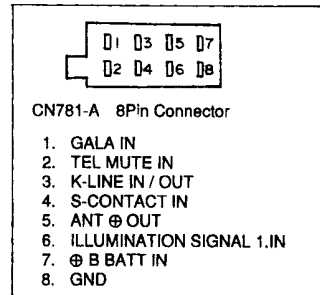 1 3 5 7
2 4 6 8
CN781-A 8Pin Connector
1. GALA IN
2. TEL MUTE IN
3. K-LINE IN / OUT
4. S-CONTACT IN
5. ANT ⊕ OUT
6. ILLUMINATION SIGNAL 1.IN
7. ⊕ B BATT IN
8. GND